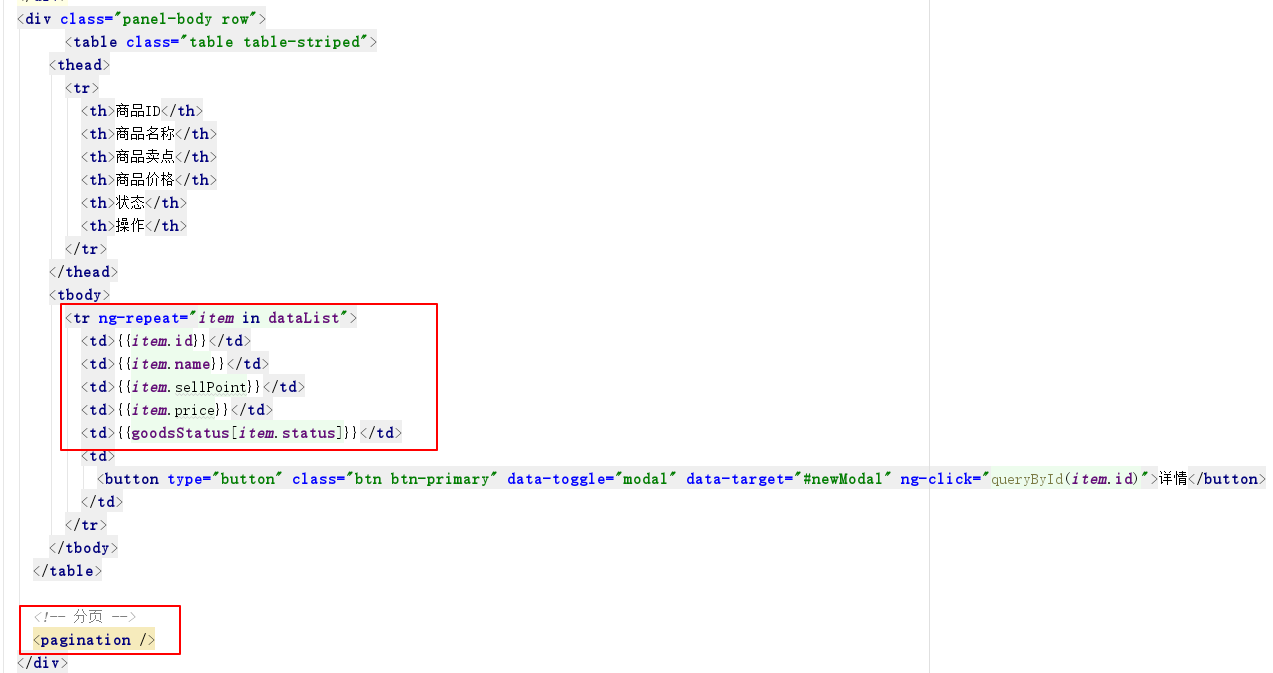 <div class="panel-body row">
<table class="table table-striped">
<thead>
<tr>
<th>商品ID</th>
<th>商品名称</th>
<th>商品卖点</th>
<th>商品价格</th>
<th>状态</th>
<th>操作</th>
</tr>
</thead>
<tbody>
<tr ng-repeat="item in dataList">
<td>{{item.id}}</td>
<td>{{item.name}}</td>
<td>{{item.sellPoint}}</td>
<td>{{item.price}}</td>
<td>{{goodsStatus[item.status]}}</td>
<td>
<button type="button" class="btn btn-primary" data-toggle="modal" data-target="#newModal" ng-click="queryById(item.id)">详情</button>
</td>
</tr>
</tbody>
</table>
<!-- 分页 -->
<pagination />
</div>